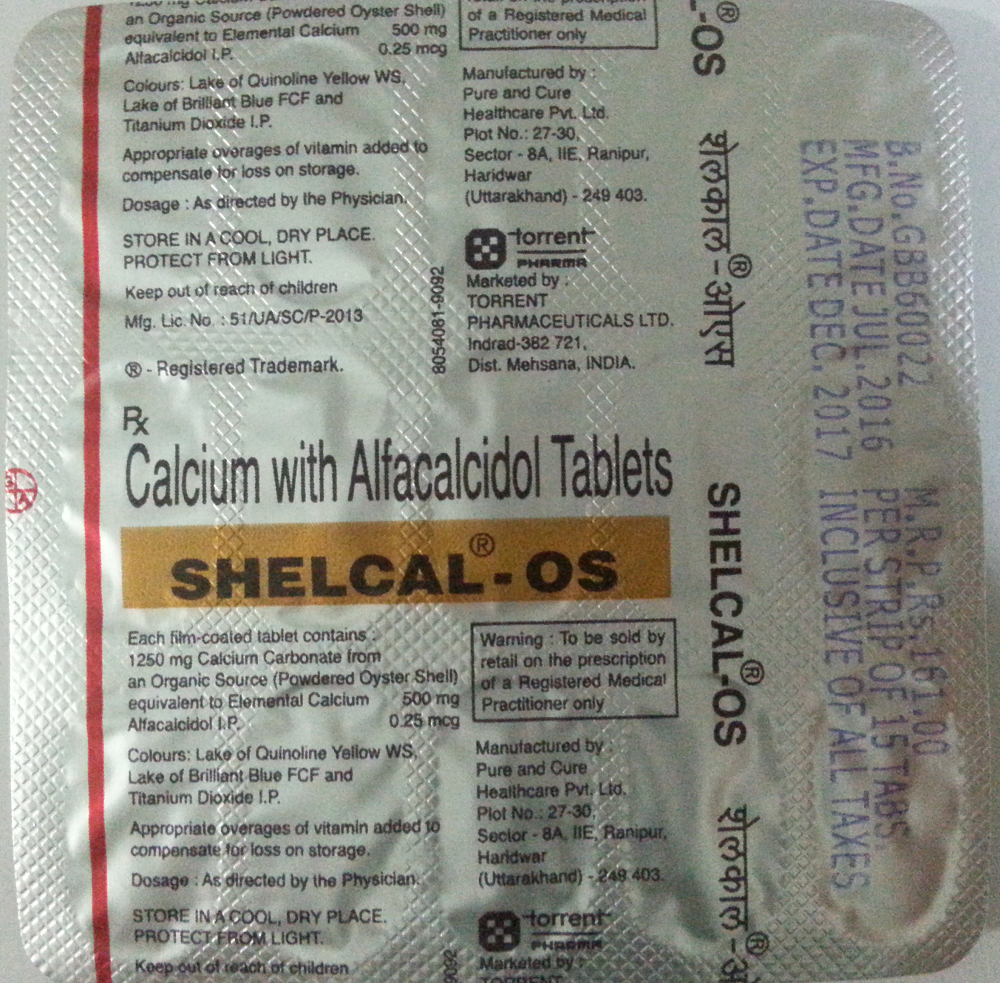 an Organic Source (Powdered Oyster Shell)
equivalent to Elemental Calcium 500 mg
Alfacalcidol I.P. 0.25 mcg
Colours: Lake of Quinoline Yellow WS,
Lake of Brilliant Blue FCF and
Titanium Dioxide I.P.
Appropriate overages of vitamin added to
compensate for loss on storage.
Dosage : As directed by the Physician.
STORE IN A COOL, DRY PLACE.
PROTECT FROM LIGHT.
Keep out of reach of children
Mfg. Lic. No. : 51/UA/SC/P-2013
® - Registered Trademark.
8054081-9092
retail on the prescription
of a Registered Medical
Practitioner only
Manufactured by :
Pure and Cure
Healthcare Pvt. Ltd.
Plot No.: 27-30,
Sector - 8A, IIE, Ranipur,
Haridwar
(Uttarakhand) - 249 403.
torrent
PHARMA
Marketed by :
TORRENT
PHARMACEUTICALS LTD.
Indrad-382 721,
Dist. Mehsana, INDIA.
Rx
Calcium with Alfacalcidol Tablets
SHELCAL®-OS
Each film-coated tablet contains :
1250 mg Calcium Carbonate from
an Organic Source (Powdered Oyster Shell)
equivalent to Elemental Calcium 500 mg
Alfacalcidol I.P. 0.25 mcg
Colours: Lake of Quinoline Yellow WS,
Lake of Brilliant Blue FCF and
Titanium Dioxide I.P.
Appropriate overages of vitamin added to
compensate for loss on storage.
Dosage : As directed by the Physician.
STORE IN A COOL, DRY PLACE.
PROTECT FROM LIGHT.
Keep out of reach of children
9092
Warning : To be sold by
retail on the prescription
of a Registered Medical
Practitioner only
Manufactured by :
Pure and Cure
Healthcare Pvt. Ltd.
Plot No.: 27-30,
Sector - 8A, IIE, Ranipur,
Haridwar
(Uttarakhand) - 249 403.
torrent
PHARMA
Marketed by :
TORRENT
-OS®
शेलकाल®-ओएस
SHELCAL®-OS
शेलकाल®-ओ
B.No.GBB60022 M.R.P.RS.161.00
MFG.DATE JUL.2016 PER STRIP OF 15 TABS.
EXP.DATE DEC.2017 INCLUSIVE OF ALL TAXES